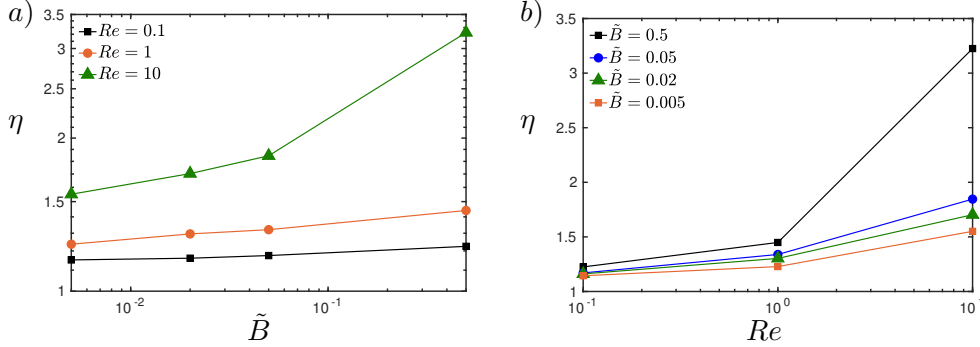 a)
η
3.5
3
2.5
2
1.5
1
Re = 0.1
Re = 1
Re = 10
10⁻²
10⁻¹
B̃
b)
η
3.5
3
2.5
2
1.5
1
B̃ = 0.5
B̃ = 0.05
B̃ = 0.02
B̃ = 0.005
10⁻¹
10⁰
10
Re